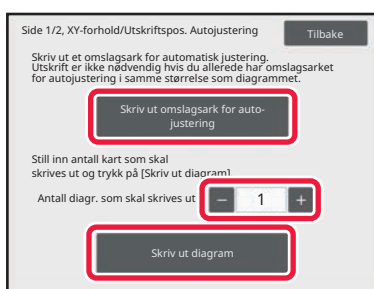 Side 1/2, XY-forhold/Utskriftspos. Autojustering
Tilbake
Skriv ut et omslagsark for automatisk justering.
Utskrift er ikke nødvendig hvis du allerede har omslagsarket
for autojustering i samme størrelse som diagrammet.
Skriv ut omslagsark for auto-
justering
Still inn antall kart som skal
skrives ut og trykk på [Skriv ut diagram]
Antall diagr. som skal skrives ut
− 1 +
Skriv ut diagram